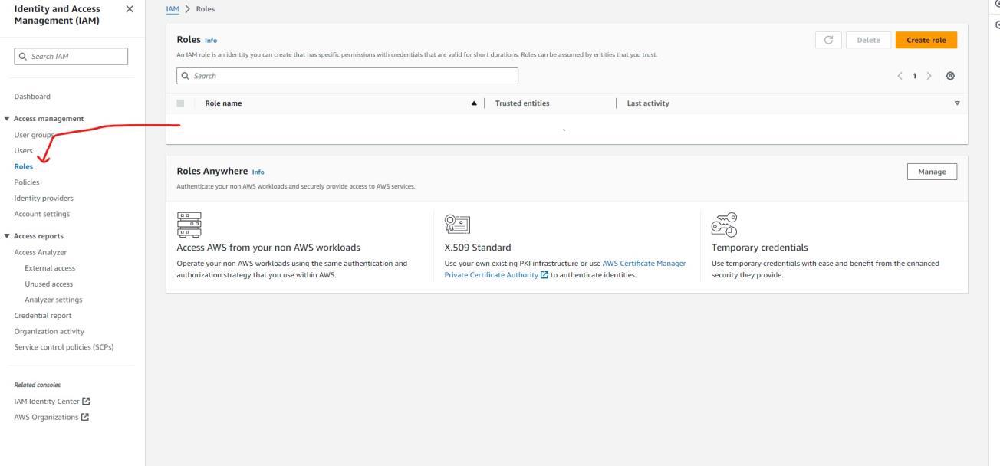 Identity and Access
Management (IAM)
Search IAM
Dashboard
Access management
User groups
Users
Roles
Policies
Identity providers
Account settings
Access reports
Access Analyzer
External access
Unused access
Analyzer settings
Credential report
Organization activity
Service control policies (SCPs)
Related consoles
IAM Identity Center
AWS Organizations
IAM > Roles
Roles Info
Delete
Create role
An IAM role is an identity you can create that has specific permissions with credentials that are valid for short durations. Roles can be assumed by entities that you trust.
Search
< 1 >
Role name
Trusted entities
Last activity
Roles Anywhere Info
Manage
Authenticate your non AWS workloads and securely provide access to AWS services.
Access AWS from your non AWS workloads
Operate your non AWS workloads using the same authentication and
authorization strategy that you use within AWS.
X.509 Standard
Use your own existing PKI infrastructure or use AWS Certificate Manager
Private Certificate Authority to authenticate identities.
Temporary credentials
Use temporary credentials with ease and benefit from the enhanced
security they provide.